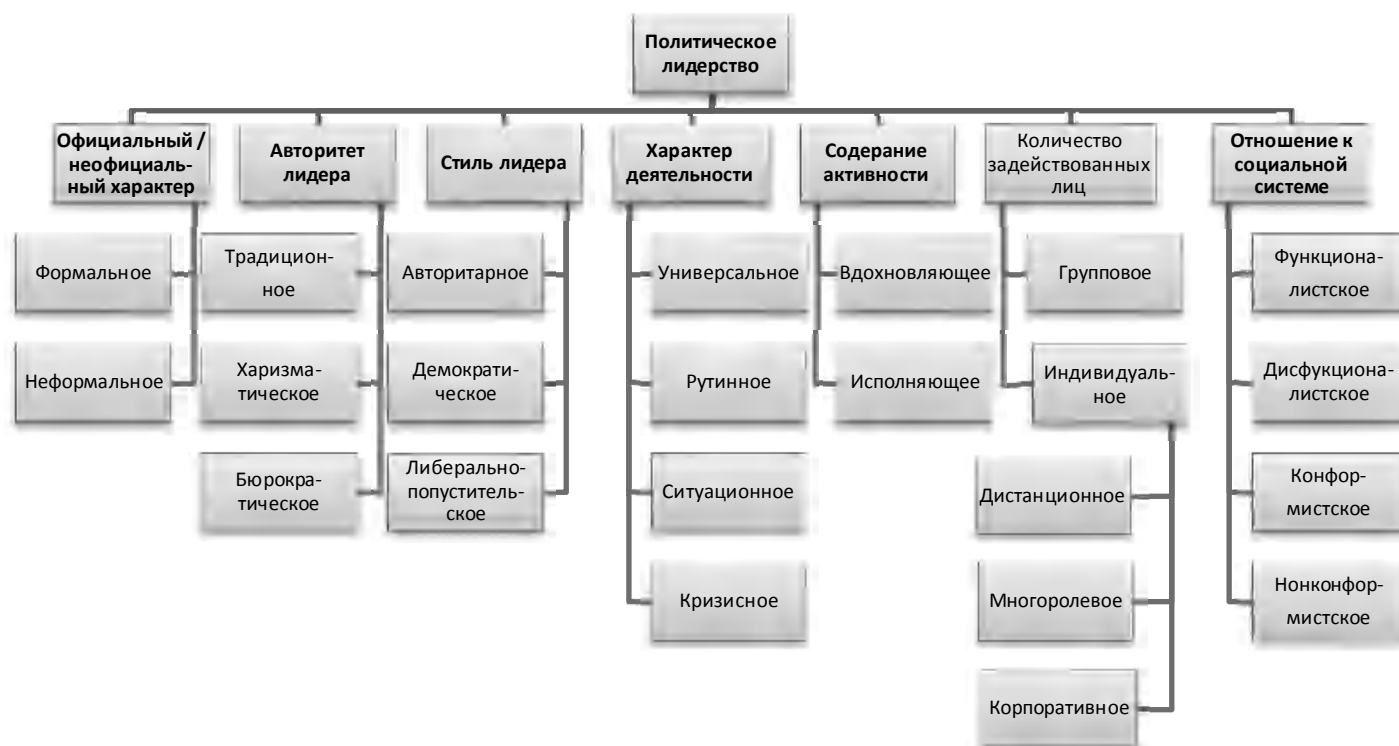 Политическое
лидерство
Официальный /
неофициаль-
ный характер
Авторитет
лидера
Стиль лидера
Характер
деятельности
Содерание
активности
Количество
задействованных
лиц
Отношение к
социальной
системе
Формальное
Неформальное
Традицион-
ное
Харизма-
тическое
Бюрокра-
тическое
Авторитарное
Демократи-
ческое
Либерально-
попуститель-
ское
Универсальное
Рутинное
Ситуационное
Кризисное
Вдохновляющее
Исполняющее
Групповое
Индивидуаль-
ное
Дистанционное
Многоролевое
Корпоративное
Функциона-
листское
Дисфукциона-
листское
Конфор-
мистское
Нонконфор-
мистское